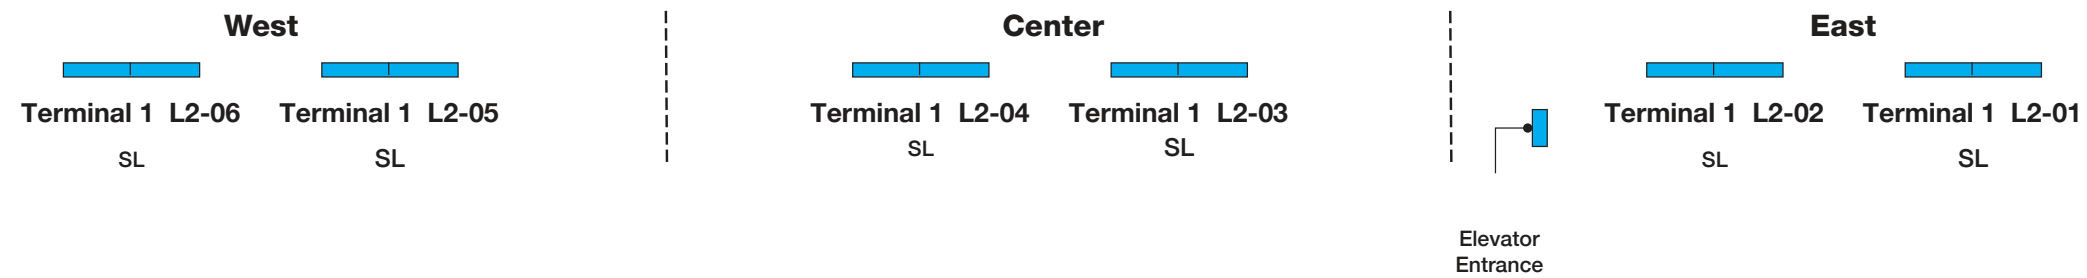 West
Center
East
Terminal 1 L2-06
Terminal 1 L2-05
Terminal 1 L2-04
Terminal 1 L2-03
Terminal 1 L2-02
Terminal 1 L2-01
SL
SL
SL
SL
SL
SL
Elevator
Entrance